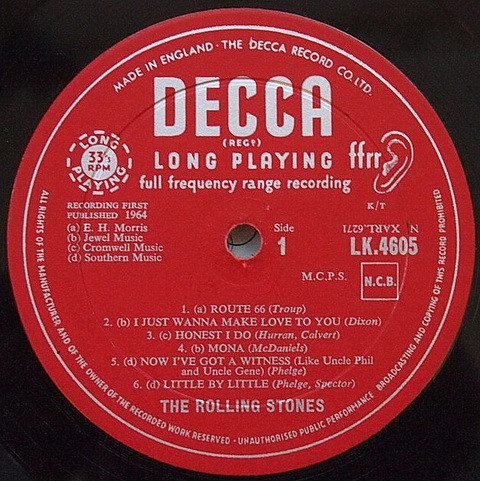 MADE IN ENGLAND · THE DECCA RECORD CO. LTD.
DECCA
(REGD)
LONG PLAYING ffrr
full frequency range recording
LONG
33⅓
RPM
PLAYING
RECORDING FIRST
PUBLISHED 1964
(a) E. H. Morris
(b) Jewel Music
(c) Cromwell Music
(d) Southern Music
Side
1
K/T
N XARL.6271
LK.4605
M.C.P.S.
N.C.B.
1. (a) ROUTE 66 (Troup)
2. (b) I JUST WANNA MAKE LOVE TO YOU (Dixon)
3. (c) HONEST I DO (Hurran, Calvert)
4. (b) MONA (McDaniels)
5. (d) NOW I'VE GOT A WITNESS (Like Uncle Phil
and Uncle Gene) (Phelge)
6. (d) LITTLE BY LITTLE (Phelge, Spector)
THE ROLLING STONES
ALL RIGHTS OF THE MANUFACTURER AND OF THE OWNER OF THE RECORDED WORK RESERVED - UNAUTHORISED PUBLIC PERFORMANCE BROADCASTING AND COPYING OF THIS RECORD PROHIBITED